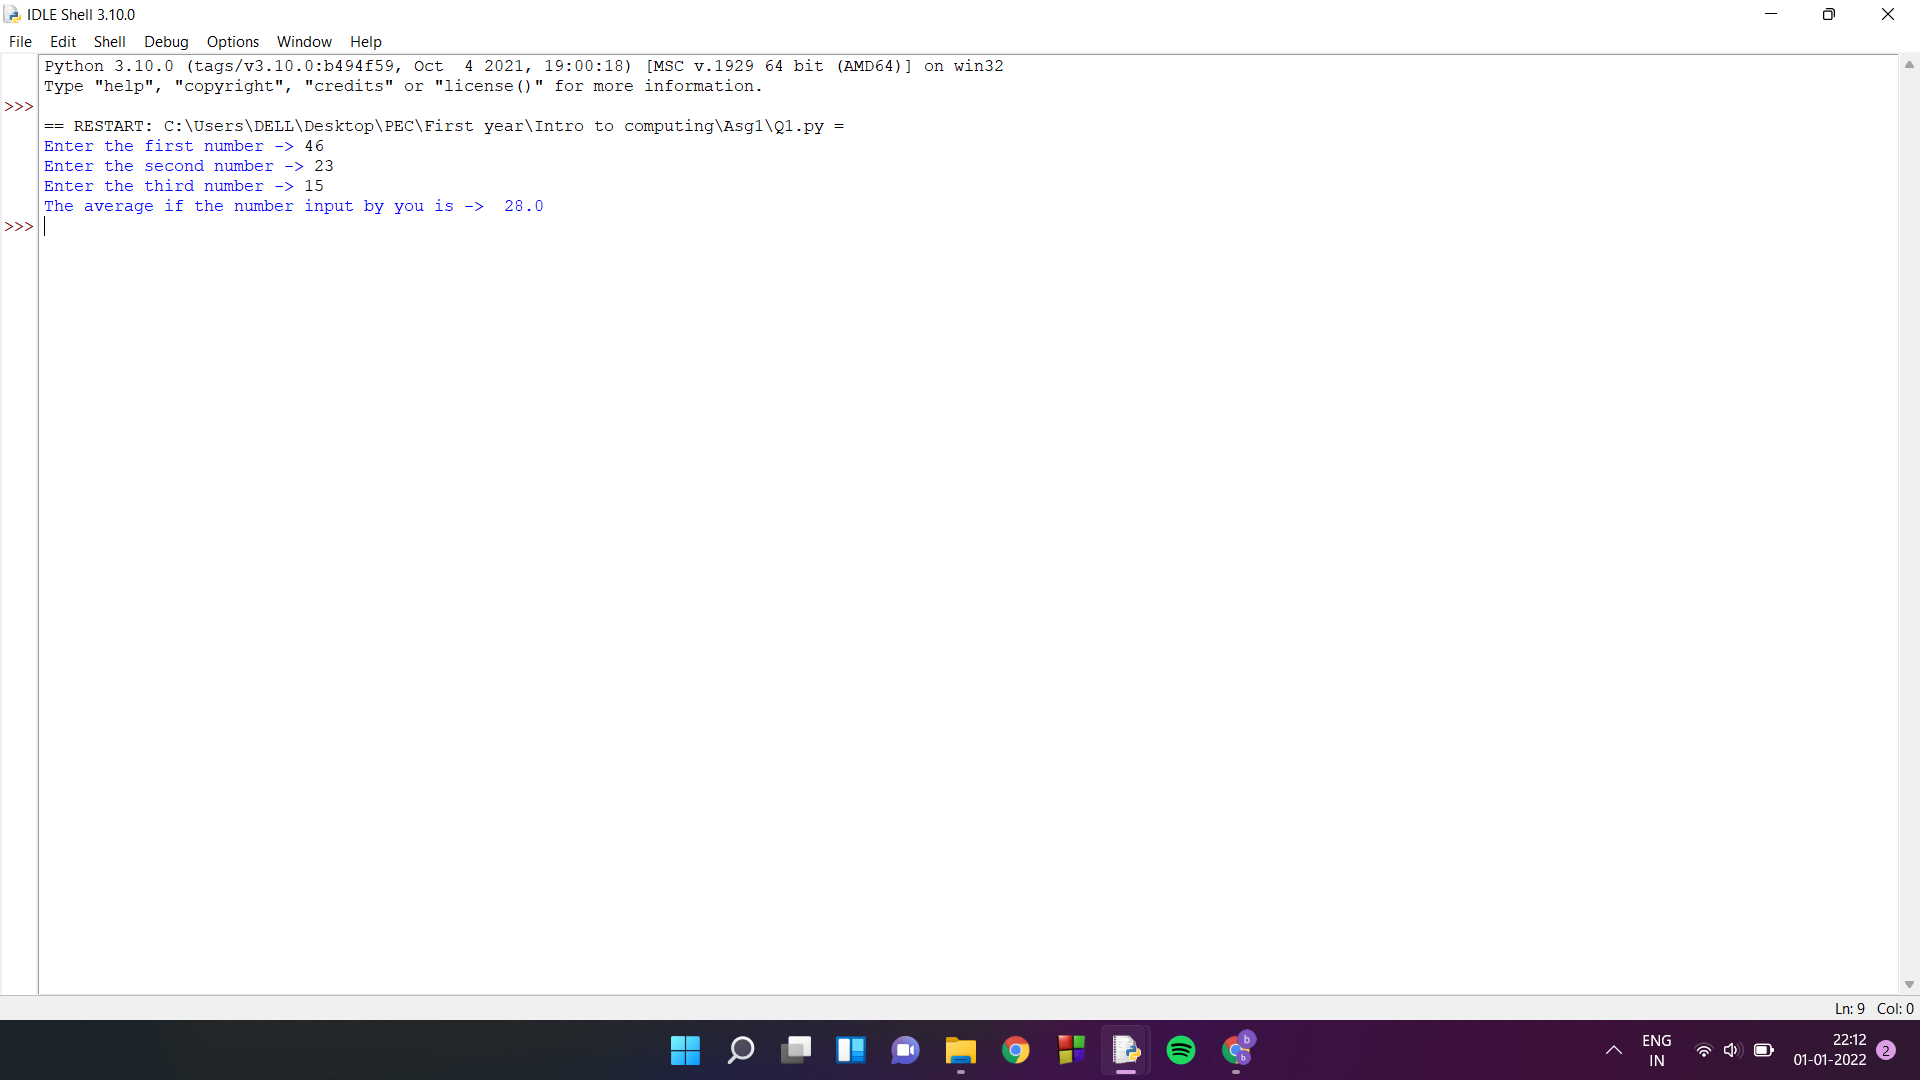 IDLE Shell 3.10.0
File Edit Shell Debug Options Window Help
Python 3.10.0 (tags/v3.10.0:b494f59, Oct  4 2021, 19:00:18) [MSC v.1929 64 bit (AMD64)] on win32
Type "help", "copyright", "credits" or "license()" for more information.
>>>
== RESTART: C:\Users\DELL\Desktop\PEC\First year\Intro to computing\Asg1\Q1.py =
Enter the first number -> 46
Enter the second number -> 23
Enter the third number -> 15
The average if the number input by you is ->  28.0
>>>
Ln: 9 Col: 0
b
b
ENG
IN
22:12
01-01-2022
2